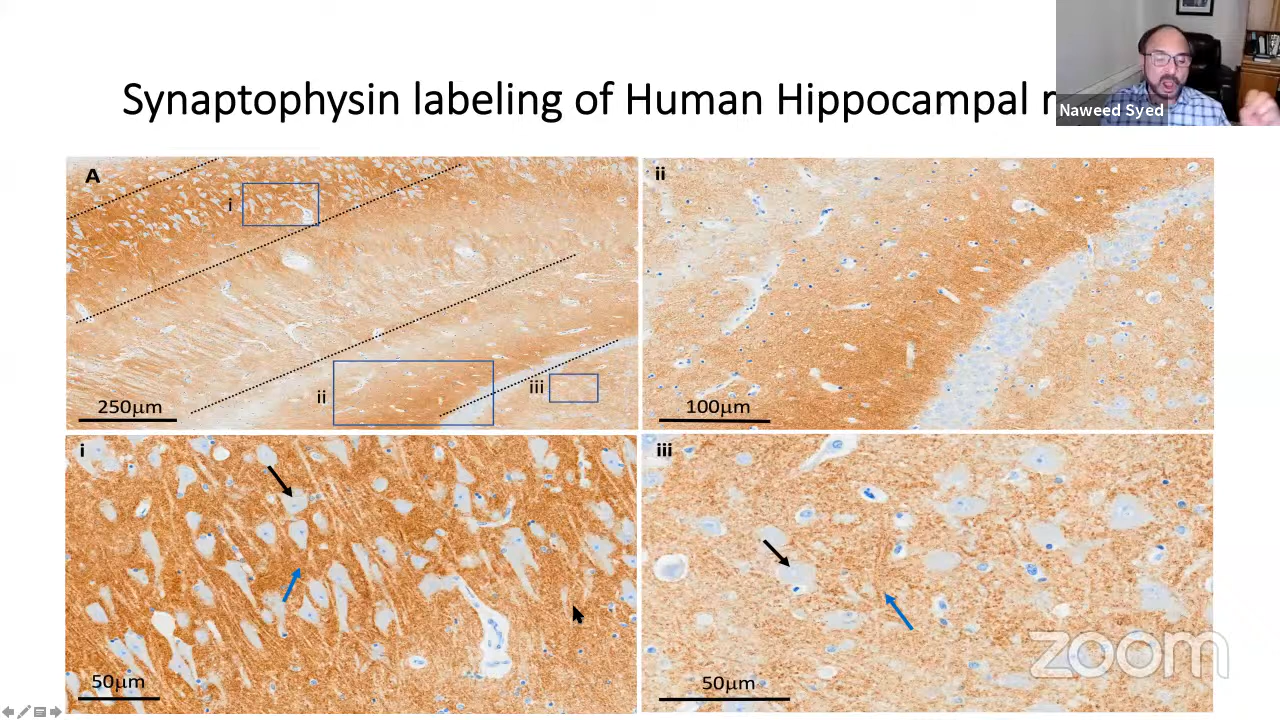 Synaptophysin labeling of Human Hippocampal
Naweed Syed
A
i
ii
iii
250µm
ii
100µm
i
50µm
iii
50µm
zoom